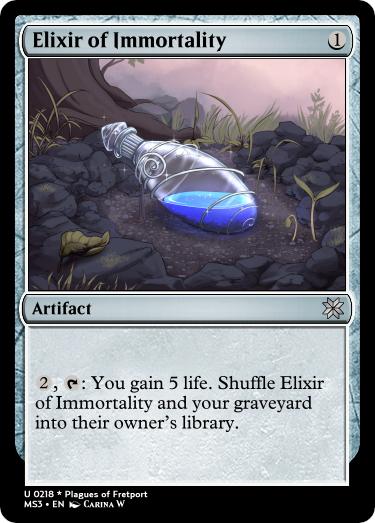 Elixir of Immortality 1
Artifact
2, : You gain 5 life. Shuffle Elixir
of Immortality and your graveyard
into their owner's library.
U 0218 * Plagues of Fretport
MS3 • EN Carina W